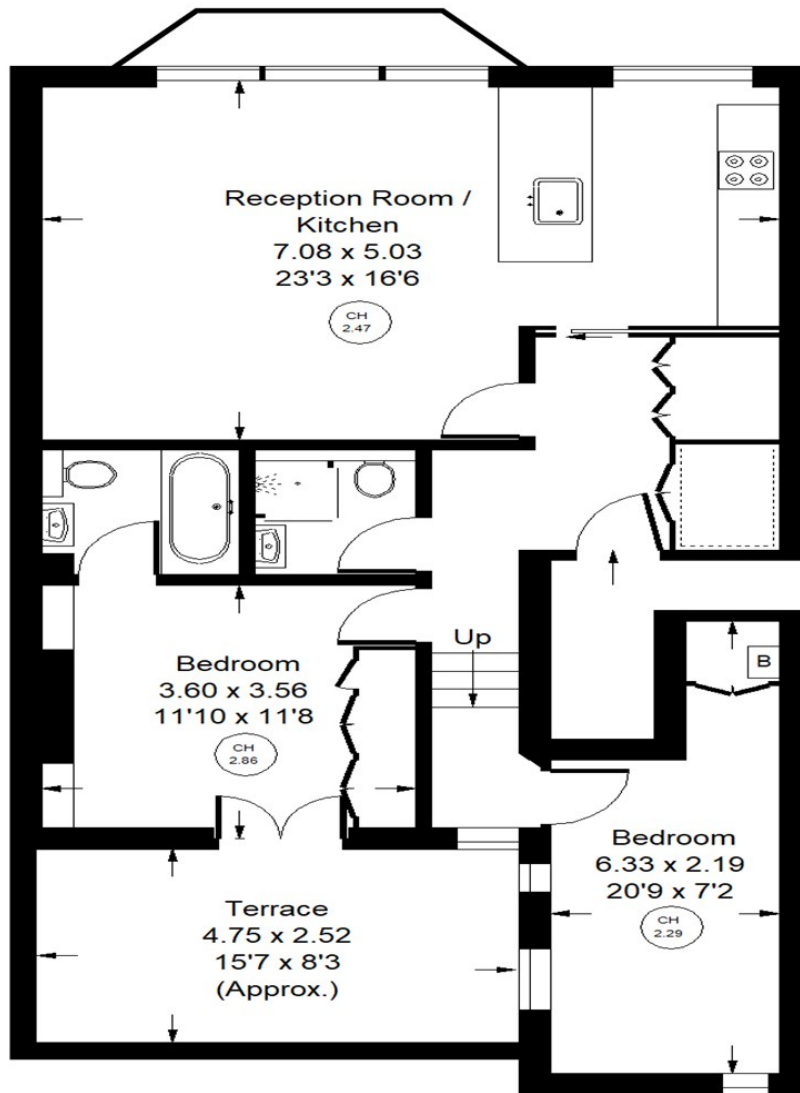 Reception Room /
Kitchen
7.08 x 5.03
23'3 x 16'6
CH
2.47
Up
B
Bedroom
3.60 x 3.56
11'10 x 11'8
CH
2.86
Bedroom
6.33 x 2.19
20'9 x 7'2
CH
2.29
Terrace
4.75 x 2.52
15'7 x 8'3
(Approx.)